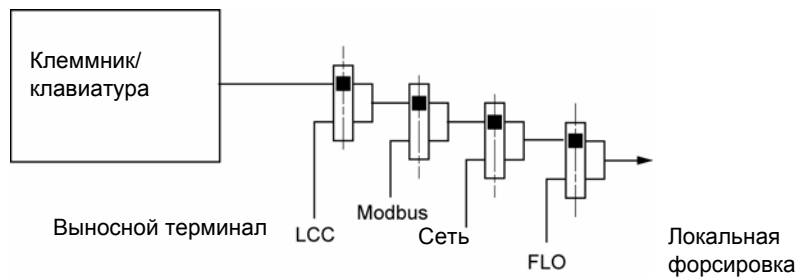 Клеммник/
клавиатура
Выносной терминал
LCC
Modbus
Сеть
FLO
Локальная
форсировка